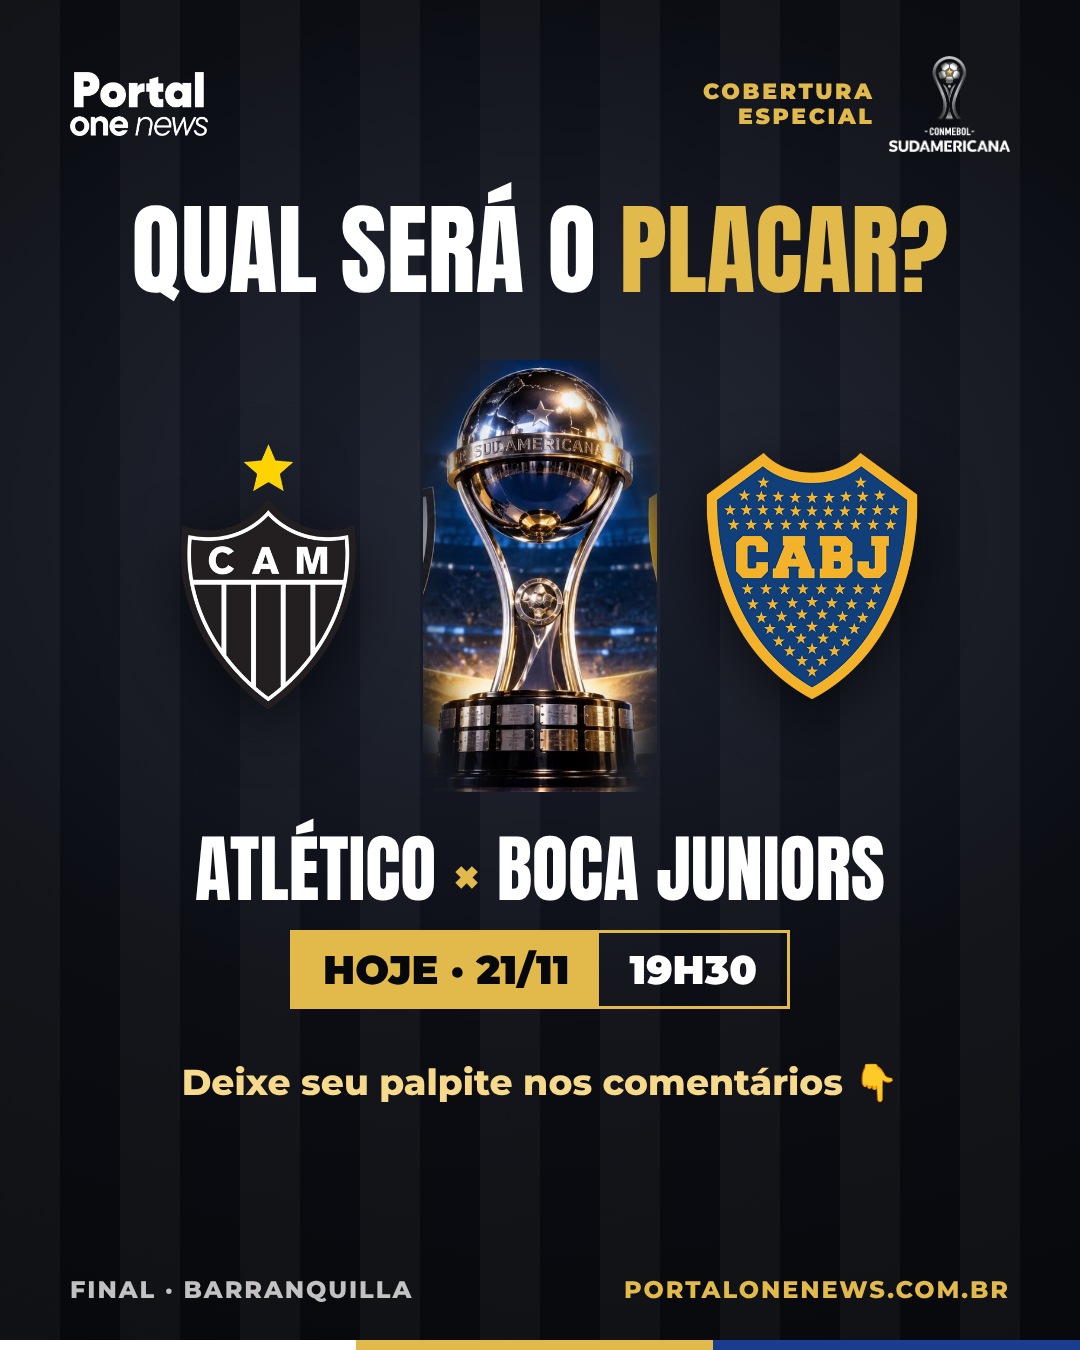 Portal
one news
COBERTURA
ESPECIAL
-CONMEBOL-
SUDAMERICANA
QUAL SERÁ O PLACAR?
SUDAMERICANA
CAM
CABJ
ATLÉTICO × BOCA JUNIORS
HOJE • 21/11 19H30
Deixe seu palpite nos comentários 👇
FINAL • BARRANQUILLA
PORTALONENEWS.COM.BR